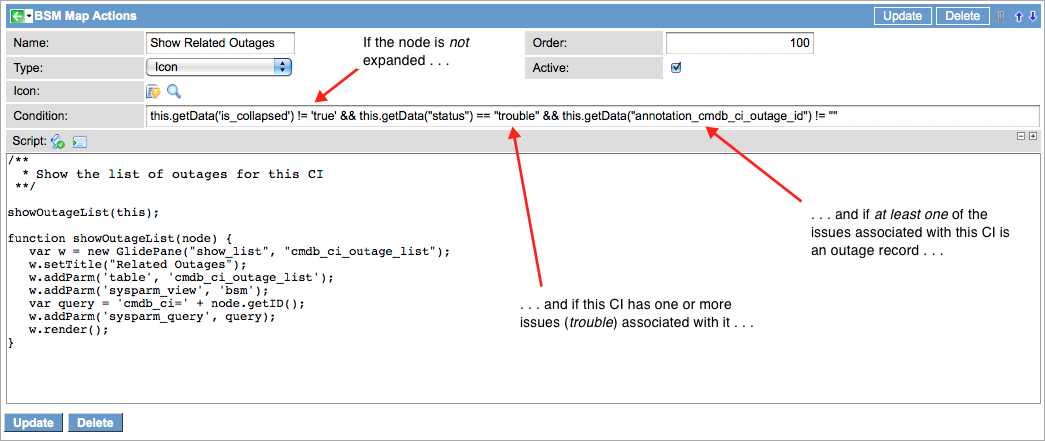 BSM Map Actions
Update
Delete
Name:
Show Related Outages
Order:
100
Type:
Icon
Active:
Icon:
If the node is not
expanded . . .
Condition:
this.getData('is_collapsed') != 'true' && this.getData("status") == "trouble" && this.getData("annotation_cmdb_ci_outage_id") != ""
Script:
/**
* Show the list of outages for this CI
**/
showOutageList(this);
function showOutageList(node) {
var w = new GlidePane("show_list", "cmdb_ci_outage_list");
w.setTitle("Related Outages");
w.addParm('table', 'cmdb_ci_outage_list');
w.addParm('sysparm_view', 'bsm');
var query = 'cmdb_ci=' + node.getID();
w.addParm('sysparm_query', query);
w.render();
}
. . . and if at least one of the
issues associated with this CI is
an outage record . . .
. . . and if this CI has one or more
issues (trouble) associated with it . . .
Update
Delete